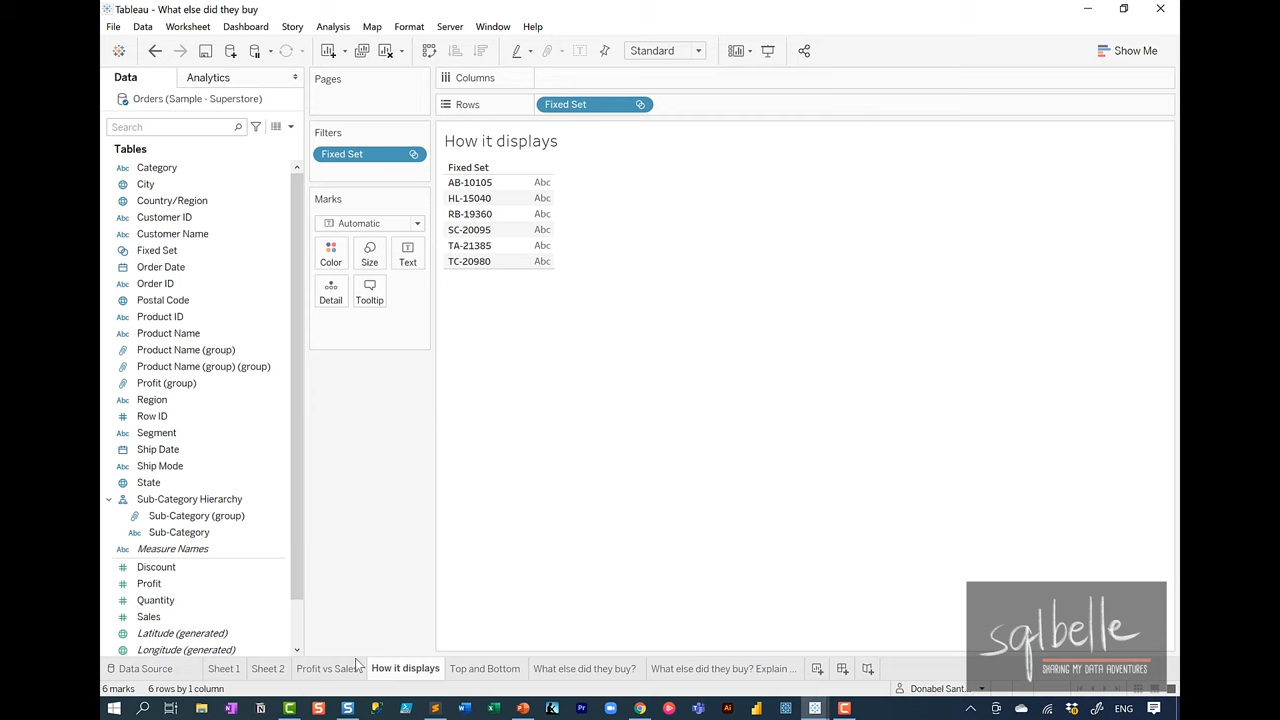 Tableau - What else did they buy
File Data Worksheet Dashboard Story Analysis Map Format Server Window Help
Standard
Show Me
Data
Analytics
Pages
Columns
Orders (Sample - Superstore)
Rows
Fixed Set
Search
Filters
Fixed Set
How it displays
Tables
Category
City
Country/Region
Customer ID
Customer Name
Fixed Set
Order Date
Order ID
Postal Code
Product ID
Product Name
Product Name (group)
Product Name (group) (group)
Profit (group)
Region
Row ID
Segment
Ship Date
Ship Mode
State
Sub-Category Hierarchy
Sub-Category (group)
Sub-Category
Measure Names
Discount
Profit
Quantity
Sales
Latitude (generated)
Longitude (generated)
Marks
Automatic
Color Size Text
Detail Tooltip
Fixed Set
AB-10105 Abc
HL-15040 Abc
RB-19360 Abc
SC-20095 Abc
TA-21385 Abc
TC-20980 Abc
sqlbelle
SHARING MY DATA ADVENTURES
Data Source Sheet 1 Sheet 2 Profit vs Sales How it displays Top and Bottom What else did they buy? What else did they buy? Explain ...
6 marks 6 rows by 1 column
Donabel Sant...
ENG